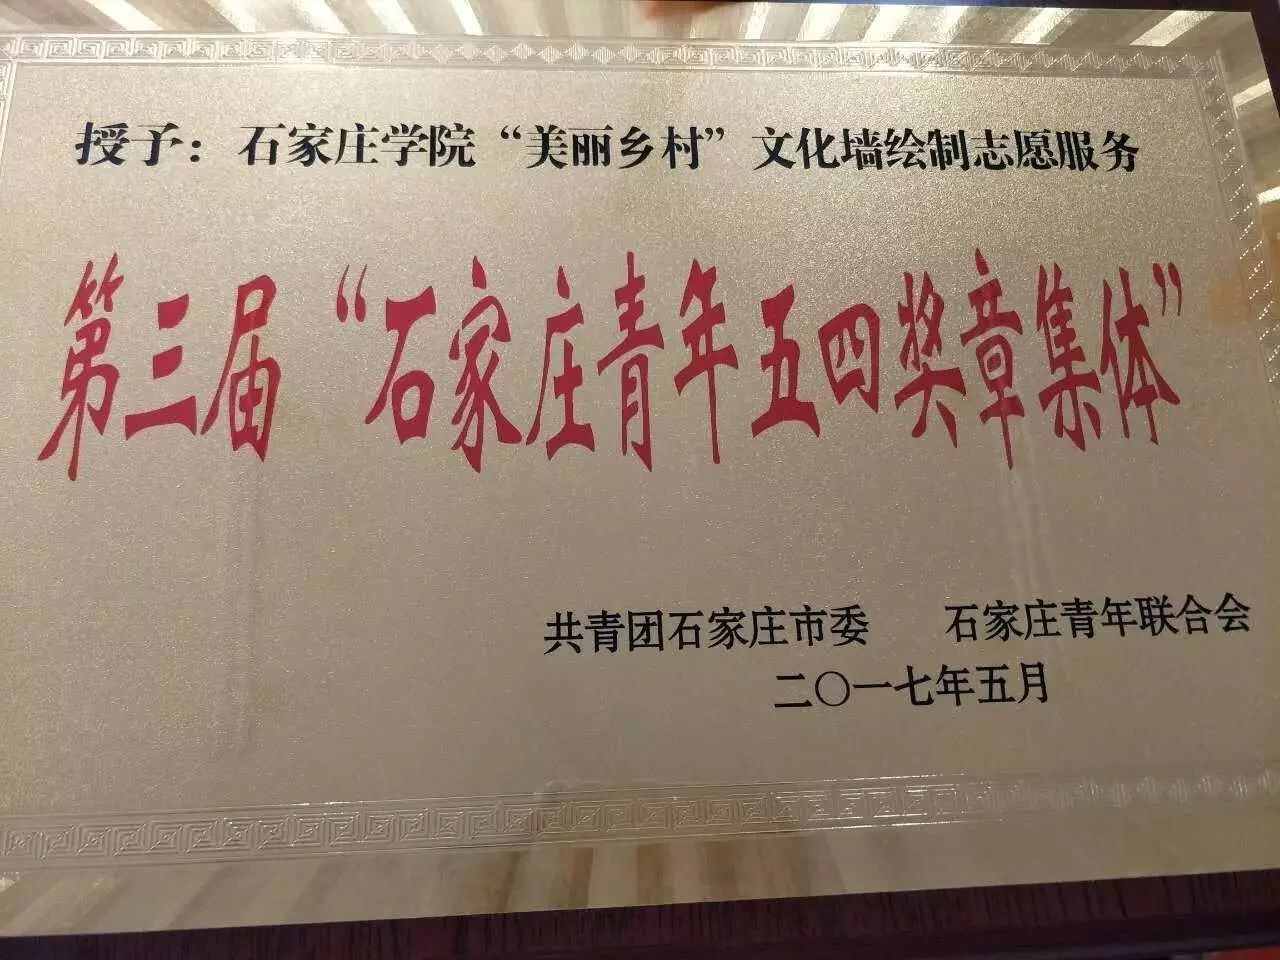 授予：石家庄学院“美丽乡村”文化墙绘制志愿服务
第三届“石家庄青年五四奖章集体”
共青团石家庄市委 石家庄青年联合会
二〇一七年五月